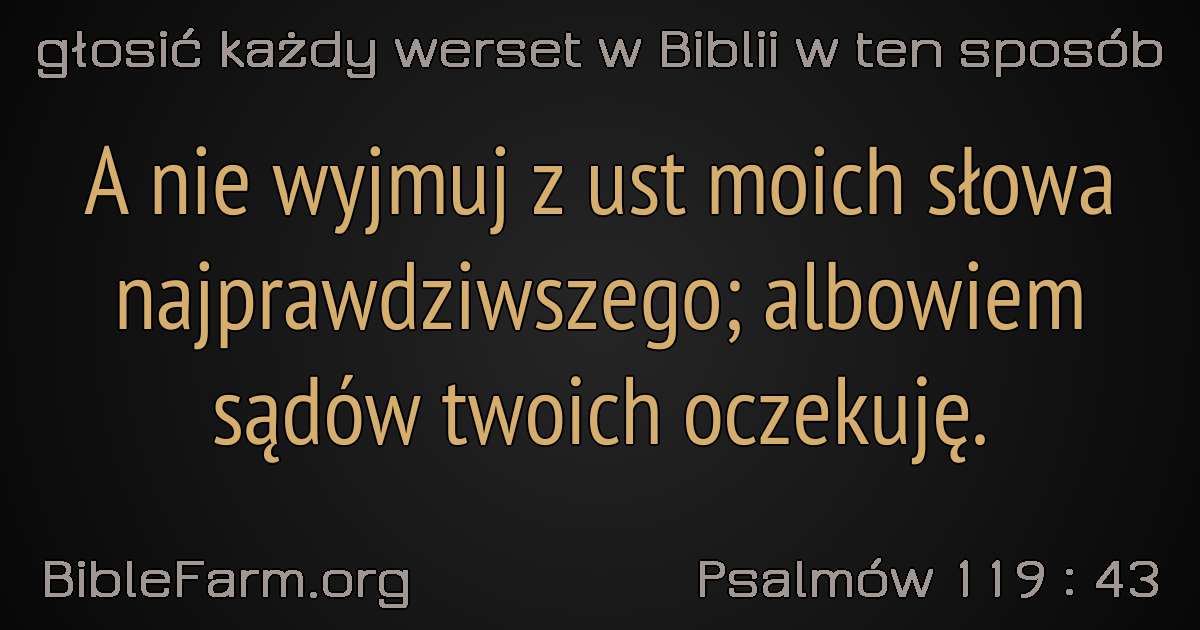 głosić każdy werset w Biblii w ten sposób
A nie wyjmuj z ust moich słowa
najprawdziwszego; albowiem
sądów twoich oczekuję.
BibleFarm.org
Psalmów 119 : 43